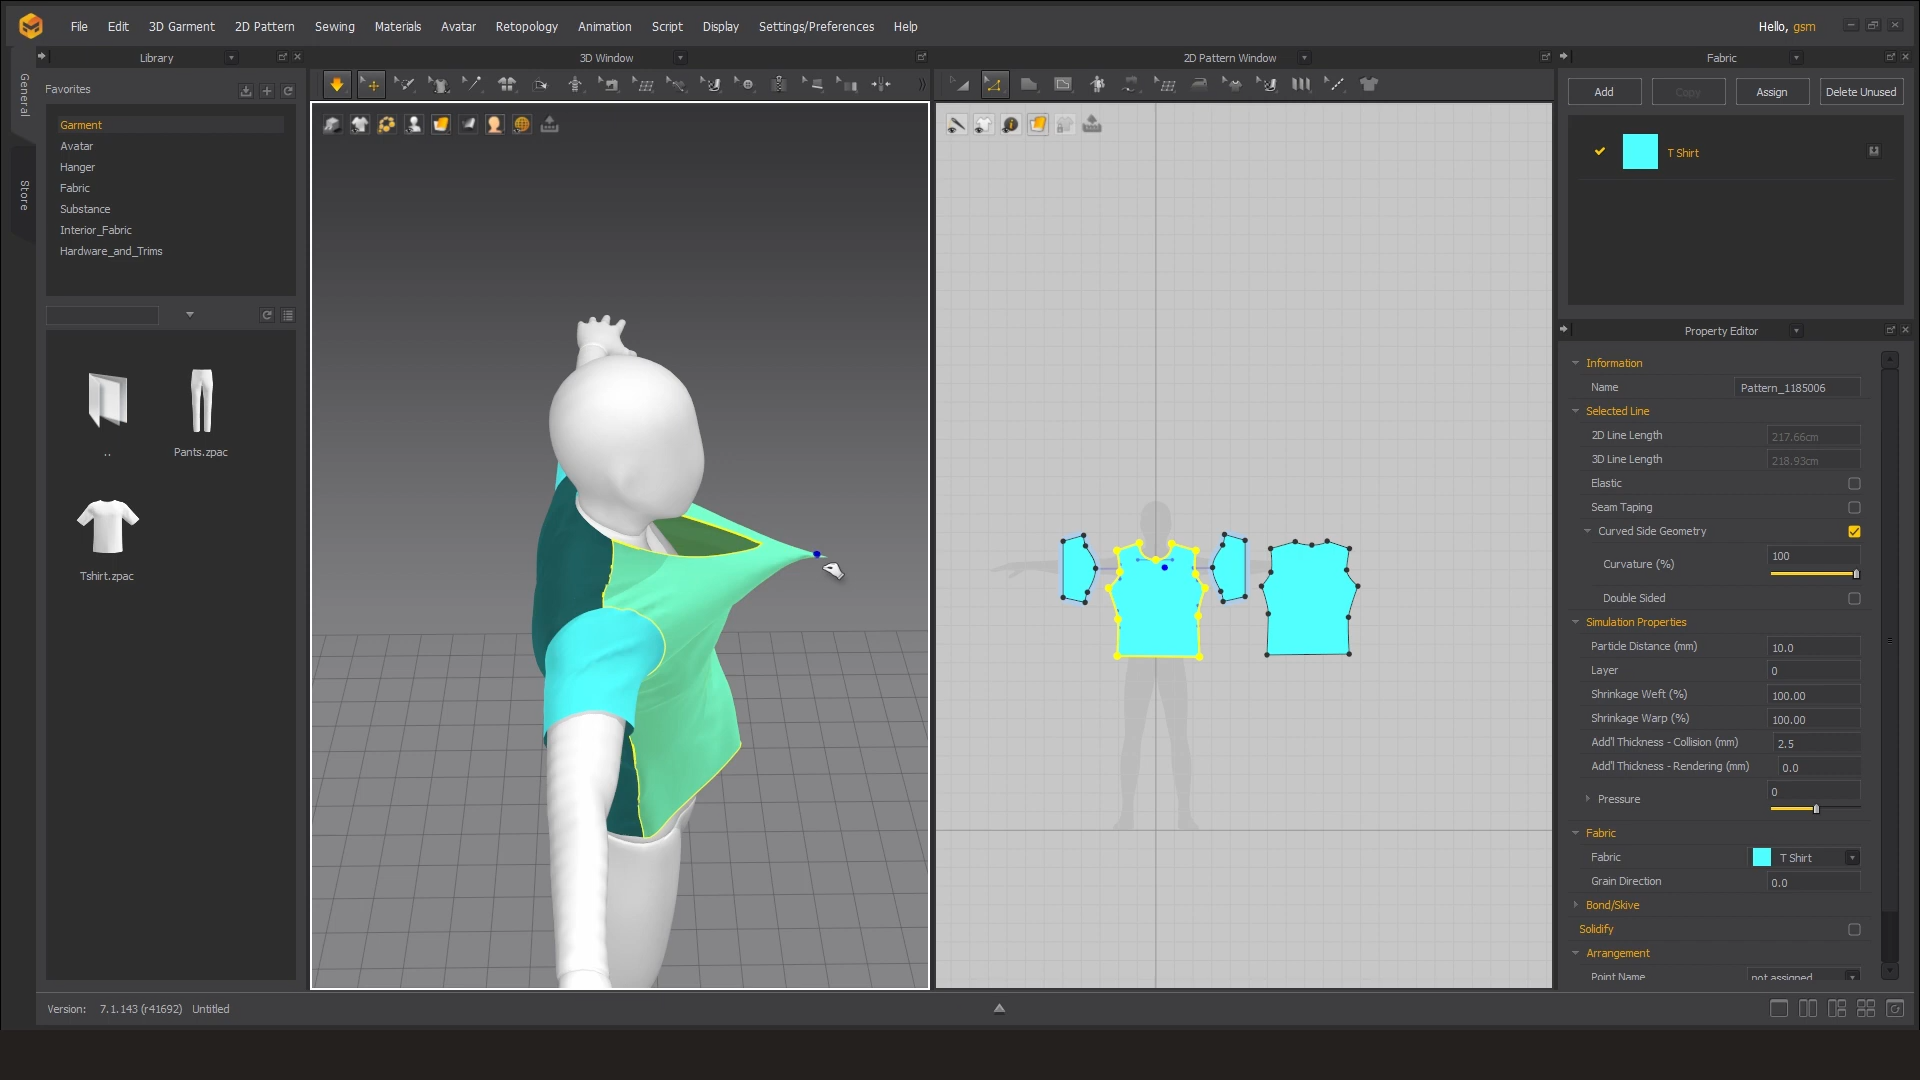 File Edit 3D Garment 2D Pattern Sewing Materials Avatar Retopology Animation Script Display Settings/Preferences Help
Hello, gsm
General
Store
Library
Favorites
Garment
Avatar
Hanger
Fabric
Substance
Interior_Fabric
Hardware_and_Trims
..
Pants.zpac
Tshirt.zpac
3D Window
2D Pattern Window
Fabric
Add Copy Assign Delete Unused
T Shirt
Property Editor
Information
Name Pattern_1185006
Selected Line
2D Line Length 217.66cm
3D Line Length 218.93cm
Elastic
Seam Taping
Curved Side Geometry
Curvature (%) 100
Double Sided
Simulation Properties
Particle Distance (mm) 10.0
Layer 0
Shrinkage Weft (%) 100.00
Shrinkage Warp (%) 100.00
Add'l Thickness - Collision (mm) 2.5
Add'l Thickness - Rendering (mm) 0.0
Pressure 0
Fabric
Fabric T Shirt
Grain Direction 0.0
Bond/Skive
Solidify
Arrangement
Point Name not assigned
Version: 7.1.143 (r41692) Untitled